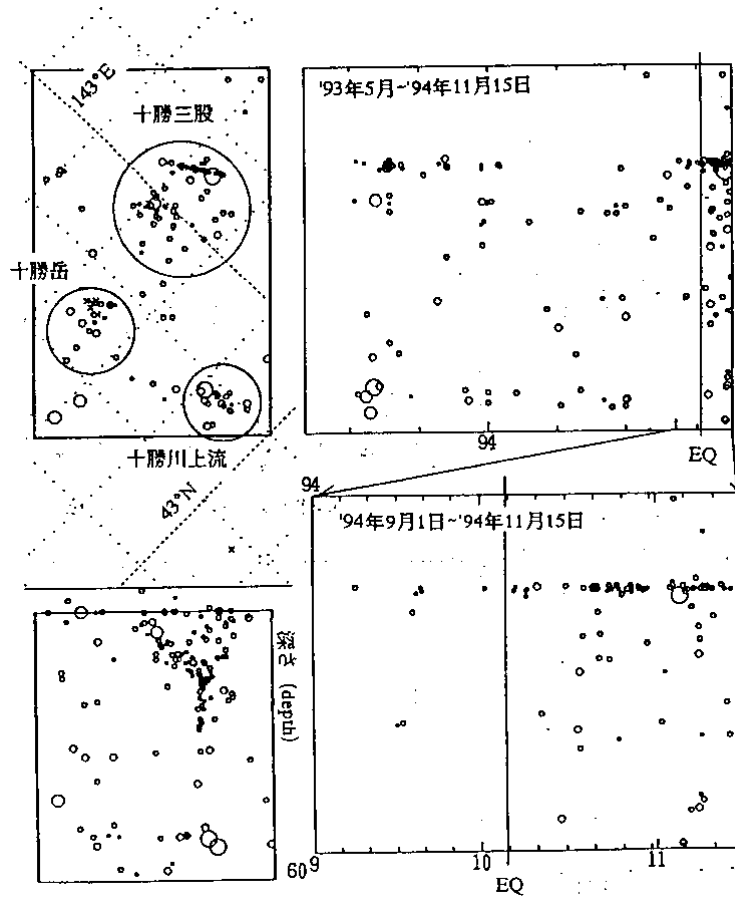 143°E
十勝三股
十勝岳
十勝川上流
43°N
'93年5月~'94年11月15日
94
EQ
94
'94年9月1日~'94年11月15日
深さ (depth)
60
9
10
11
EQ